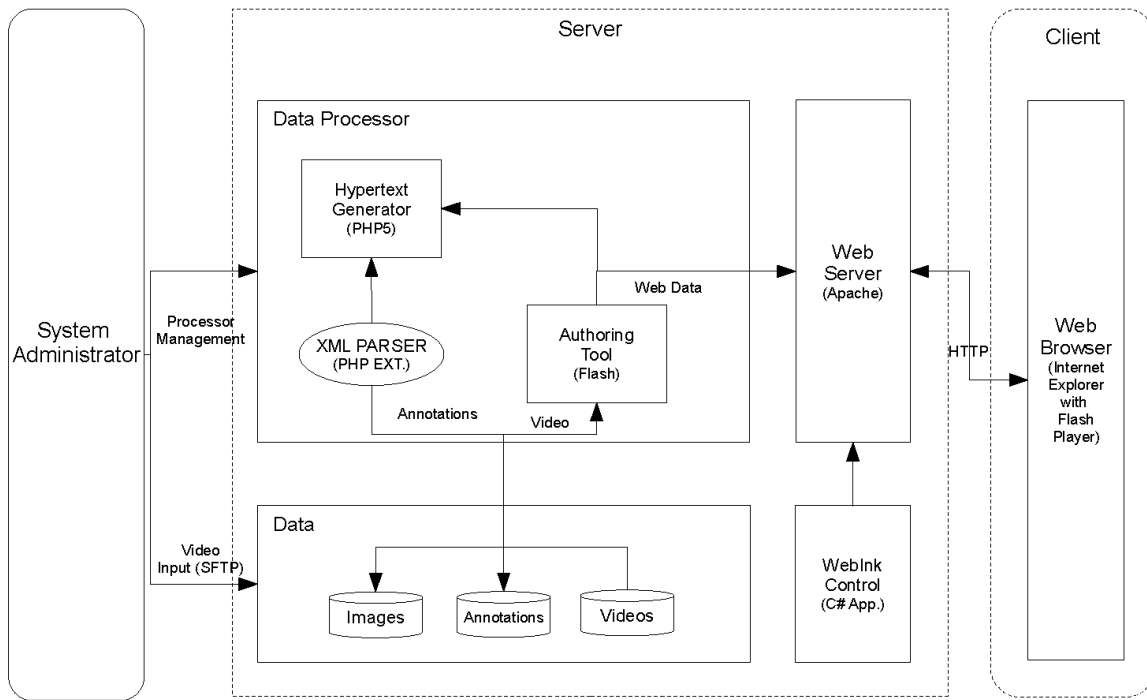 Server
Client
Data Processor
Hypertext
Generator
(PHP5)
Web
Server
(Apache)
Web Data
System
Administrator
Processor
Management
XML PARSER
(PHP EXT.)
Authoring
Tool
(Flash)
HTTP
Web
Browser
(Internet
Explorer
with
Flash
Player)
Annotations
Video
Data
Video
Input (SFTP)
WebInk
Control
(C# App.)
Images
Annotations
Videos